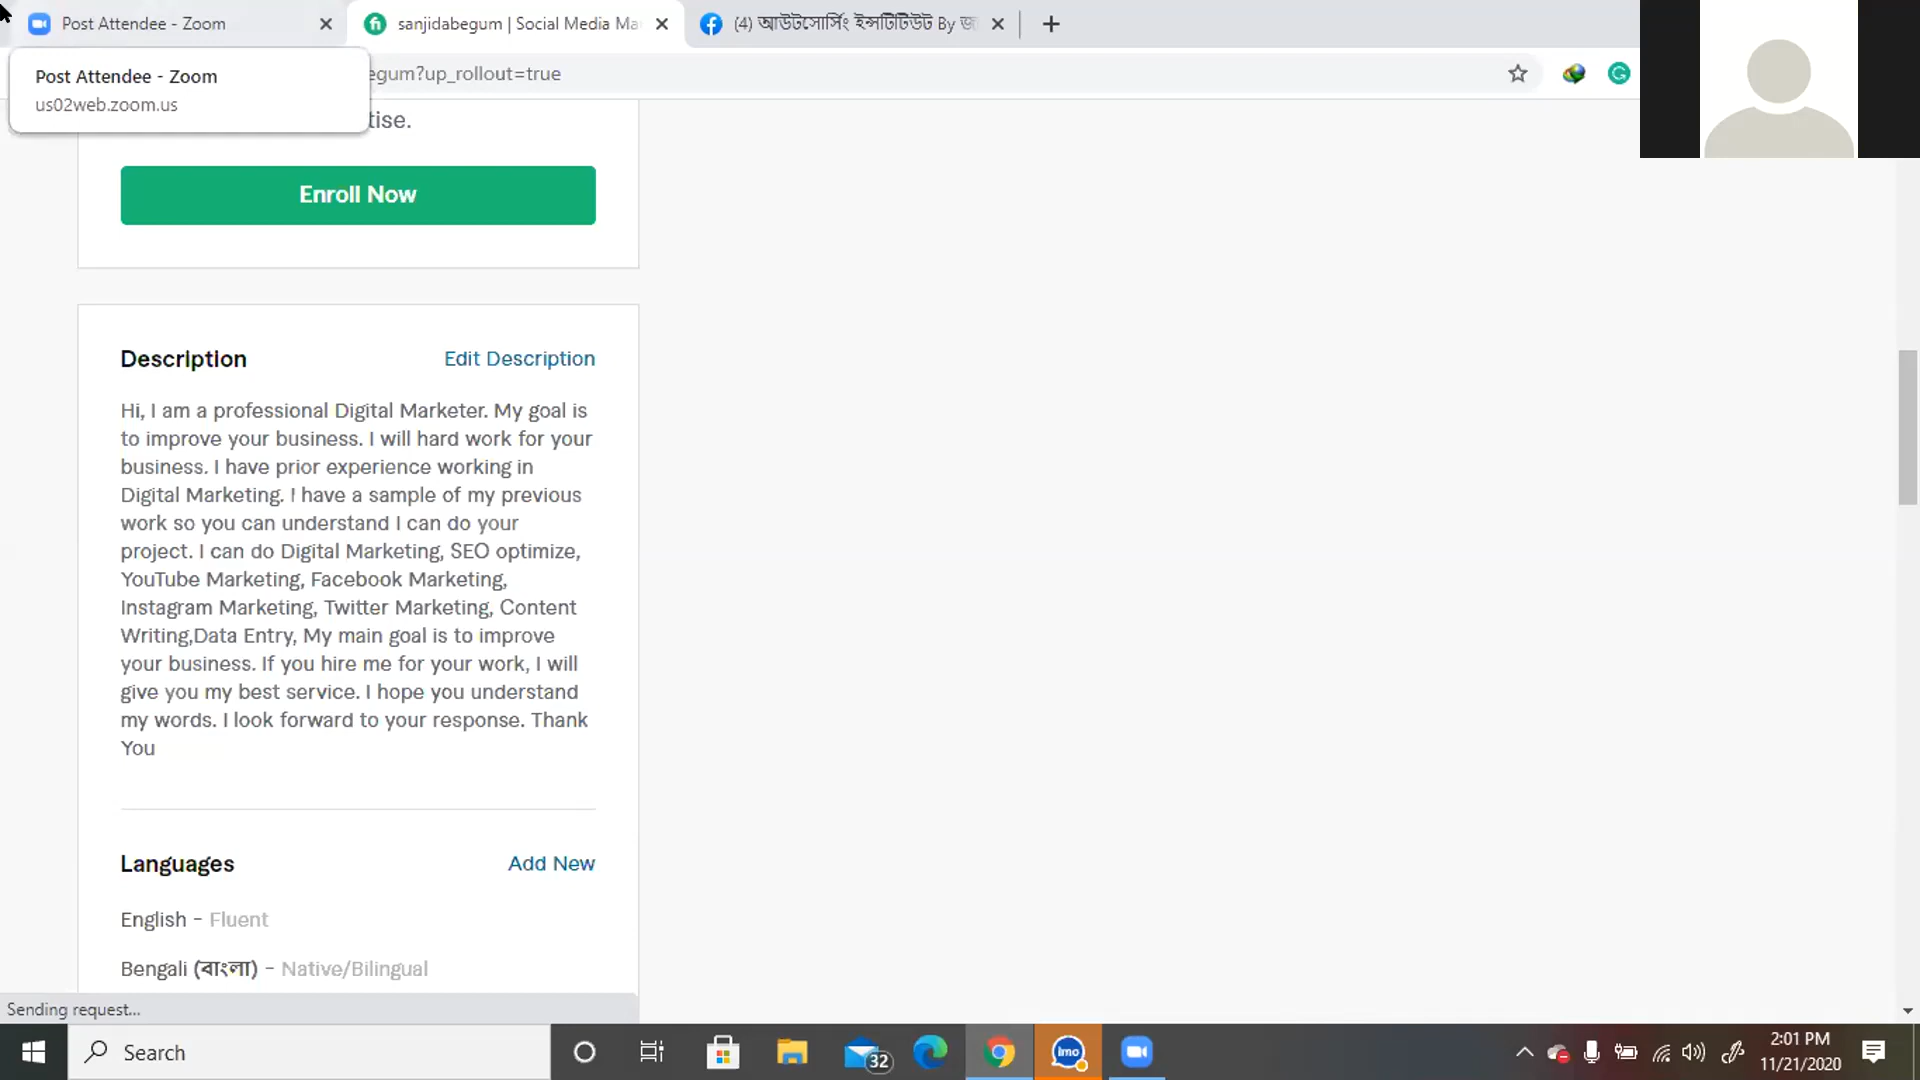 Post Attendee - Zoom
sanjidabegum | Social Media Ma
(4) আউটসোর্সিং ইন্সটিটিউট By জ
Post Attendee - Zoom
us02web.zoom.us
egum?up_rollout=true
tise.
Enroll Now
Description
Edit Description
Hi, I am a professional Digital Marketer. My goal is
to improve your business. I will hard work for your
business. I have prior experience working in
Digital Marketing. I have a sample of my previous
work so you can understand I can do your
project. I can do Digital Marketing, SEO optimize,
YouTube Marketing, Facebook Marketing,
Instagram Marketing, Twitter Marketing, Content
Writing,Data Entry, My main goal is to improve
your business. If you hire me for your work, I will
give you my best service. I hope you understand
my words. I look forward to your response. Thank
You
Languages
Add New
English - Fluent
Bengali (বাংলা) - Native/Bilingual
Sending request...
Search
32
imo
2:01 PM
11/21/2020